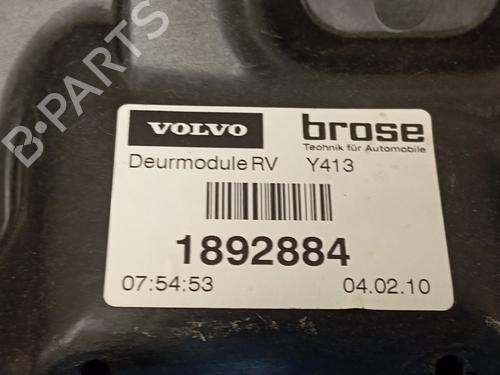 B-PARTS
VOLVO
brose
Technik für Automobile
Deurmodule RV Y413
1892884
07:54:53 04.02.10